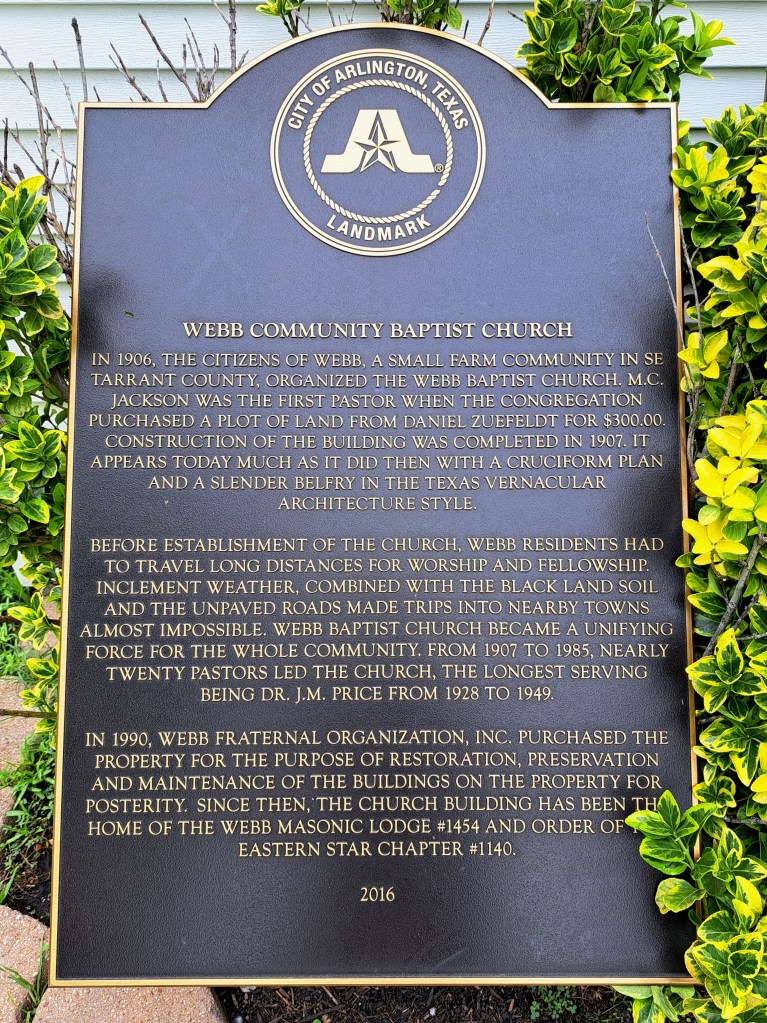 CITY OF ARLINGTON, TEXAS
A®
LANDMARK
WEBB COMMUNITY BAPTIST CHURCH
IN 1906, THE CITIZENS OF WEBB, A SMALL FARM COMMUNITY IN SE
TARRANT COUNTY, ORGANIZED THE WEBB BAPTIST CHURCH. M.C.
JACKSON WAS THE FIRST PASTOR WHEN THE CONGREGATION
PURCHASED A PLOT OF LAND FROM DANIEL ZUEFELDT FOR $300.00.
CONSTRUCTION OF THE BUILDING WAS COMPLETED IN 1907. IT
APPEARS TODAY MUCH AS IT DID THEN WITH A CRUCIFORM PLAN
AND A SLENDER BELFRY IN THE TEXAS VERNACULAR
ARCHITECTURE STYLE.
BEFORE ESTABLISHMENT OF THE CHURCH, WEBB RESIDENTS HAD
TO TRAVEL LONG DISTANCES FOR WORSHIP AND FELLOWSHIP.
INCLEMENT WEATHER, COMBINED WITH THE BLACK LAND SOIL
AND THE UNPAVED ROADS MADE TRIPS INTO NEARBY TOWNS
ALMOST IMPOSSIBLE. WEBB BAPTIST CHURCH BECAME A UNIFYING
FORCE FOR THE WHOLE COMMUNITY. FROM 1907 TO 1985, NEARLY
TWENTY PASTORS LED THE CHURCH, THE LONGEST SERVING
BEING DR. J.M. PRICE FROM 1928 TO 1949.
IN 1990, WEBB FRATERNAL ORGANIZATION, INC. PURCHASED THE
PROPERTY FOR THE PURPOSE OF RESTORATION, PRESERVATION
AND MAINTENANCE OF THE BUILDINGS ON THE PROPERTY FOR
POSTERITY. SINCE THEN, THE CHURCH BUILDING HAS BEEN
HOME OF THE WEBB MASONIC LODGE #1454 AND ORDER OF
EASTERN STAR CHAPTER #1140.
2016